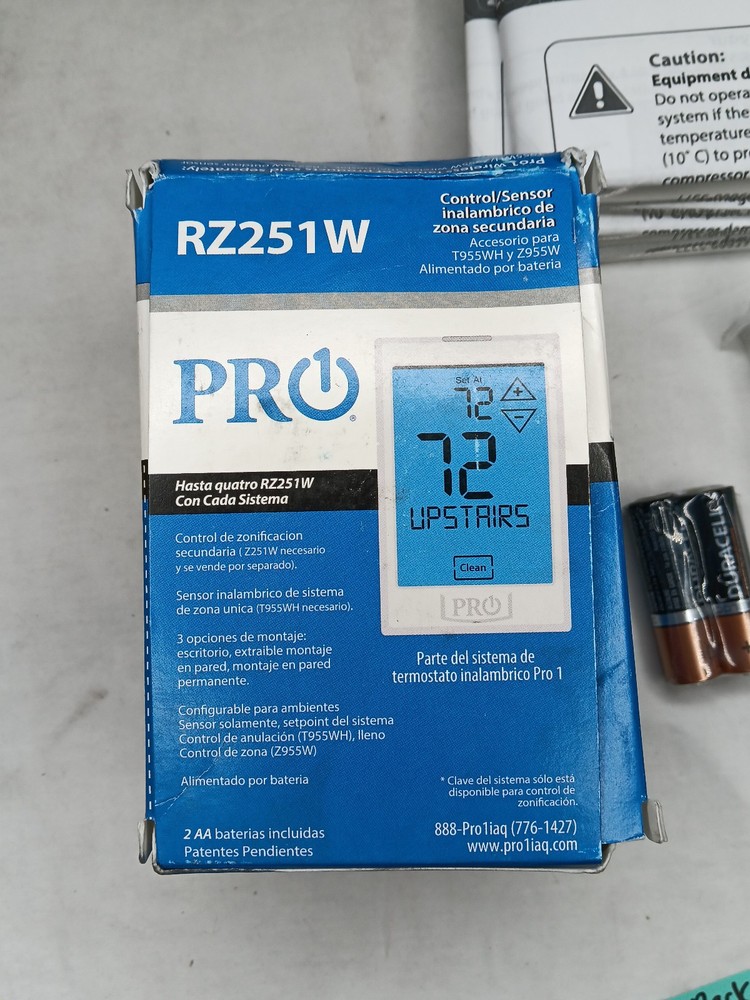 Caution:
Equipment d
Do not opera
system if the
temperature
(10˚ C) to pr
compressor
Control/Sensor
inalambrico de
zona secundaria
RZ251W
Accesorio para
T955WH y Z955W
Alimentado por bateria
PRO
Set At
72
72
UPSTAIRS
Clean
PRO
Hasta quatro RZ251W
Con Cada Sistema
Control de zonificacion
secundaria ( Z251W necesario
y se vende por separado).
Sensor inalambrico de sistema
de zona unica (T955WH necesario).
3 opciones de montaje:
escritorio, extraible montaje
en pared, montaje en pared
permanente.
Parte del sistema de
termostato inalambrico Pro 1
Configurable para ambientes
Sensor solamente, setpoint del sistema
Control de anulación (T955WH), lleno
Control de zona (Z955W)
Alimentado por bateria
* Clave del sistema sólo está
disponible para control de
zonificación.
2 AA baterias incluidas
Patentes Pendientes
888-Pro1iaq (776-1427)
www.pro1iaq.com
DURACELL